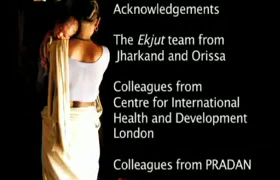 Acknowledgements
The Ekjut team from
Jharkand and Orissa
Colleagues from
Centre for International
Health and Development
London
Colleagues from PRADAN